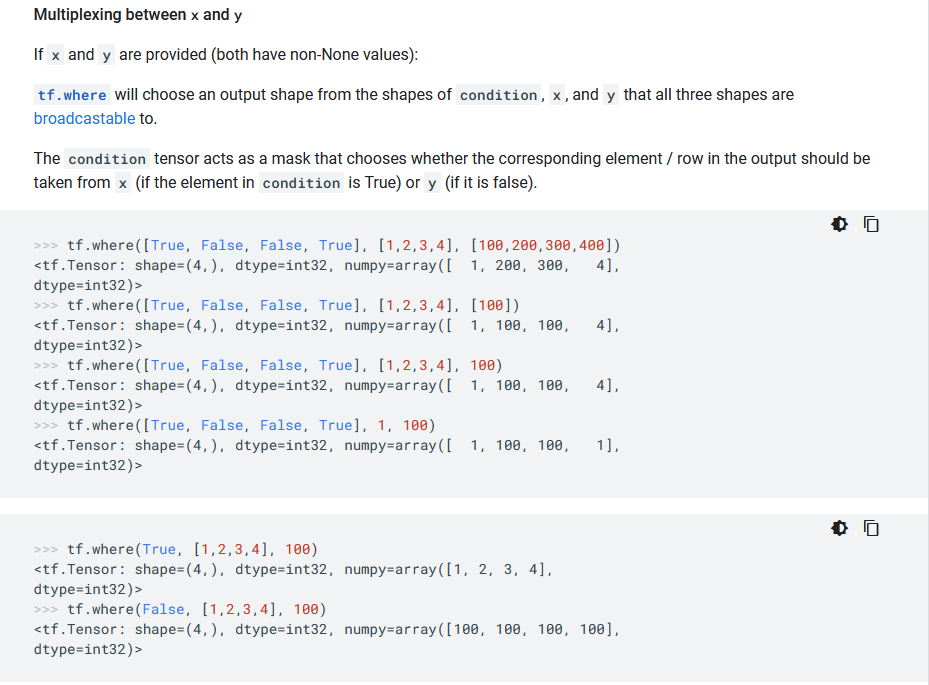 Multiplexing between x and y
If x and y are provided (both have non-None values):
tf.where will choose an output shape from the shapes of condition, x, and y that all three shapes are
broadcastable to.
The condition tensor acts as a mask that chooses whether the corresponding element / row in the output should be
taken from x (if the element in condition is True) or y (if it is false).
>>> tf.where([True, False, False, True], [1,2,3,4], [100,200,300,400])
<tf.Tensor: shape=(4,), dtype=int32, numpy=array([  1, 200, 300,   4],
dtype=int32)>
>>> tf.where([True, False, False, True], [1,2,3,4], [100])
<tf.Tensor: shape=(4,), dtype=int32, numpy=array([  1, 100, 100,   4],
dtype=int32)>
>>> tf.where([True, False, False, True], [1,2,3,4], 100)
<tf.Tensor: shape=(4,), dtype=int32, numpy=array([  1, 100, 100,   4],
dtype=int32)>
>>> tf.where([True, False, False, True], 1, 100)
<tf.Tensor: shape=(4,), dtype=int32, numpy=array([  1, 100, 100,   1],
dtype=int32)>
>>> tf.where(True, [1,2,3,4], 100)
<tf.Tensor: shape=(4,), dtype=int32, numpy=array([1, 2, 3, 4],
dtype=int32)>
>>> tf.where(False, [1,2,3,4], 100)
<tf.Tensor: shape=(4,), dtype=int32, numpy=array([100, 100, 100, 100],
dtype=int32)>